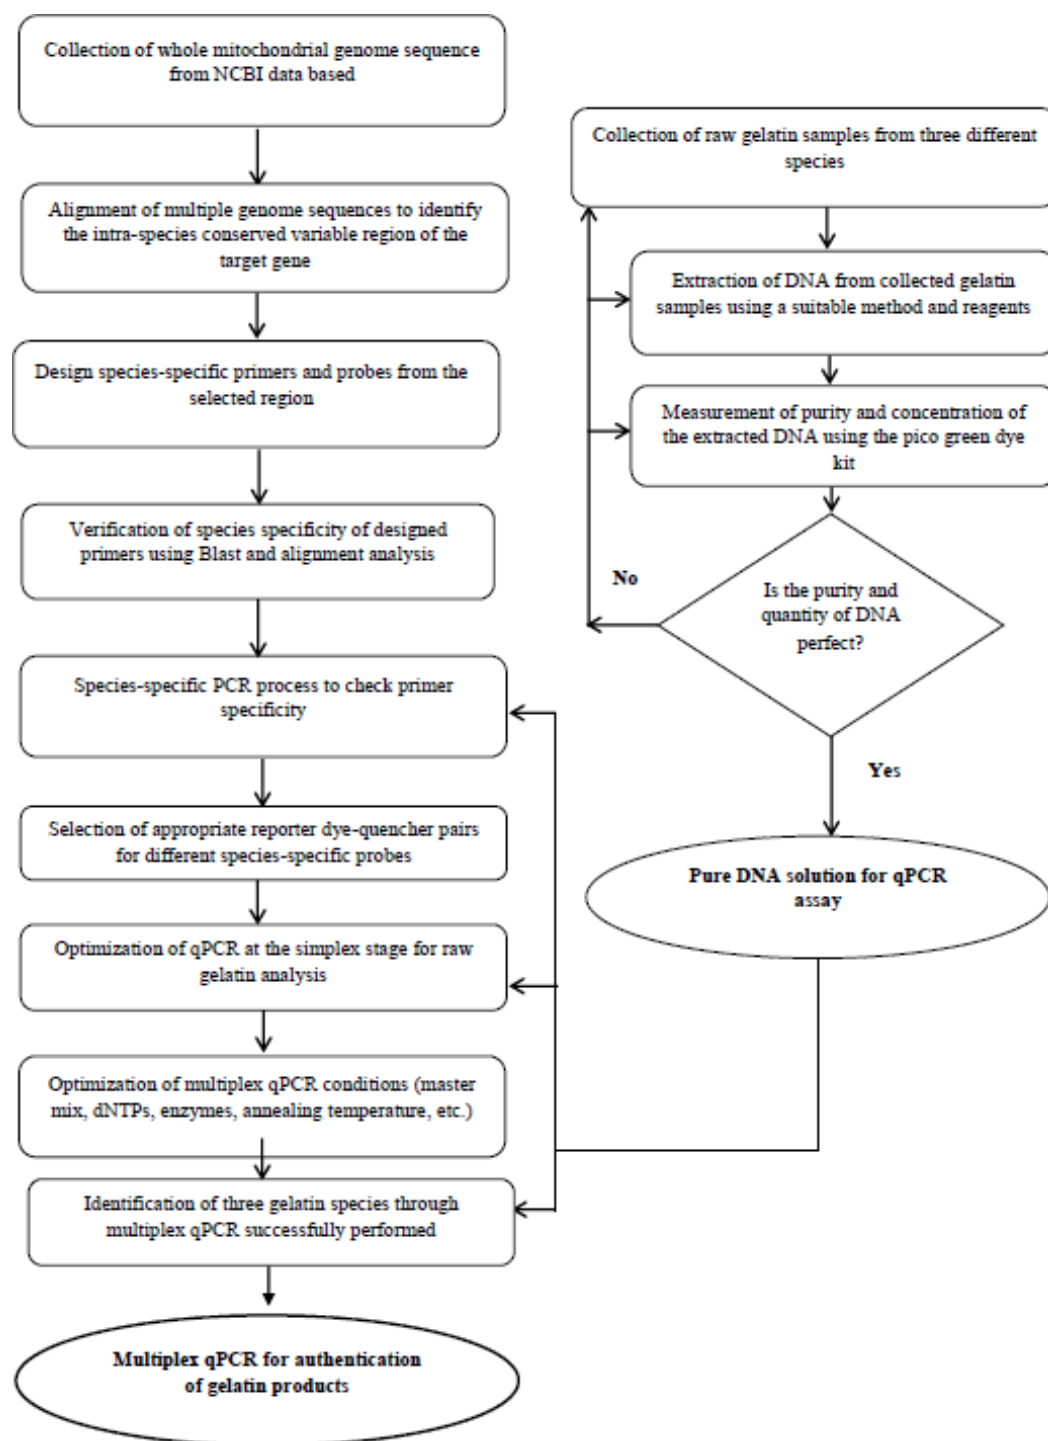 Collection of whole mitochondrial genome sequence
from NCBI data based
Alignment of multiple genome sequences to identify
the intra-species conserved variable region of the
target gene
Design species-specific primers and probes from the
selected region
Verification of species specificity of designed
primers using Blast and alignment analysis
Species-specific PCR process to check primer
specificity
Selection of appropriate reporter dye-quencher pairs
for different species-specific probes
Optimization of qPCR at the simplex stage for raw
gelatin analysis
Optimization of multiplex qPCR conditions (master
mix, dNTPs, enzymes, annealing temperature, etc.)
Identification of three gelatin species through
multiplex qPCR successfully performed
Multiplex qPCR for authentication
of gelatin products
Collection of raw gelatin samples from three different
species
Extraction of DNA from collected gelatin
samples using a suitable method and reagents
Measurement of purity and concentration of
the extracted DNA using the pico green dye
kit
No
Is the purity and
quantity of DNA
perfect?
Yes
Pure DNA solution for qPCR
assay